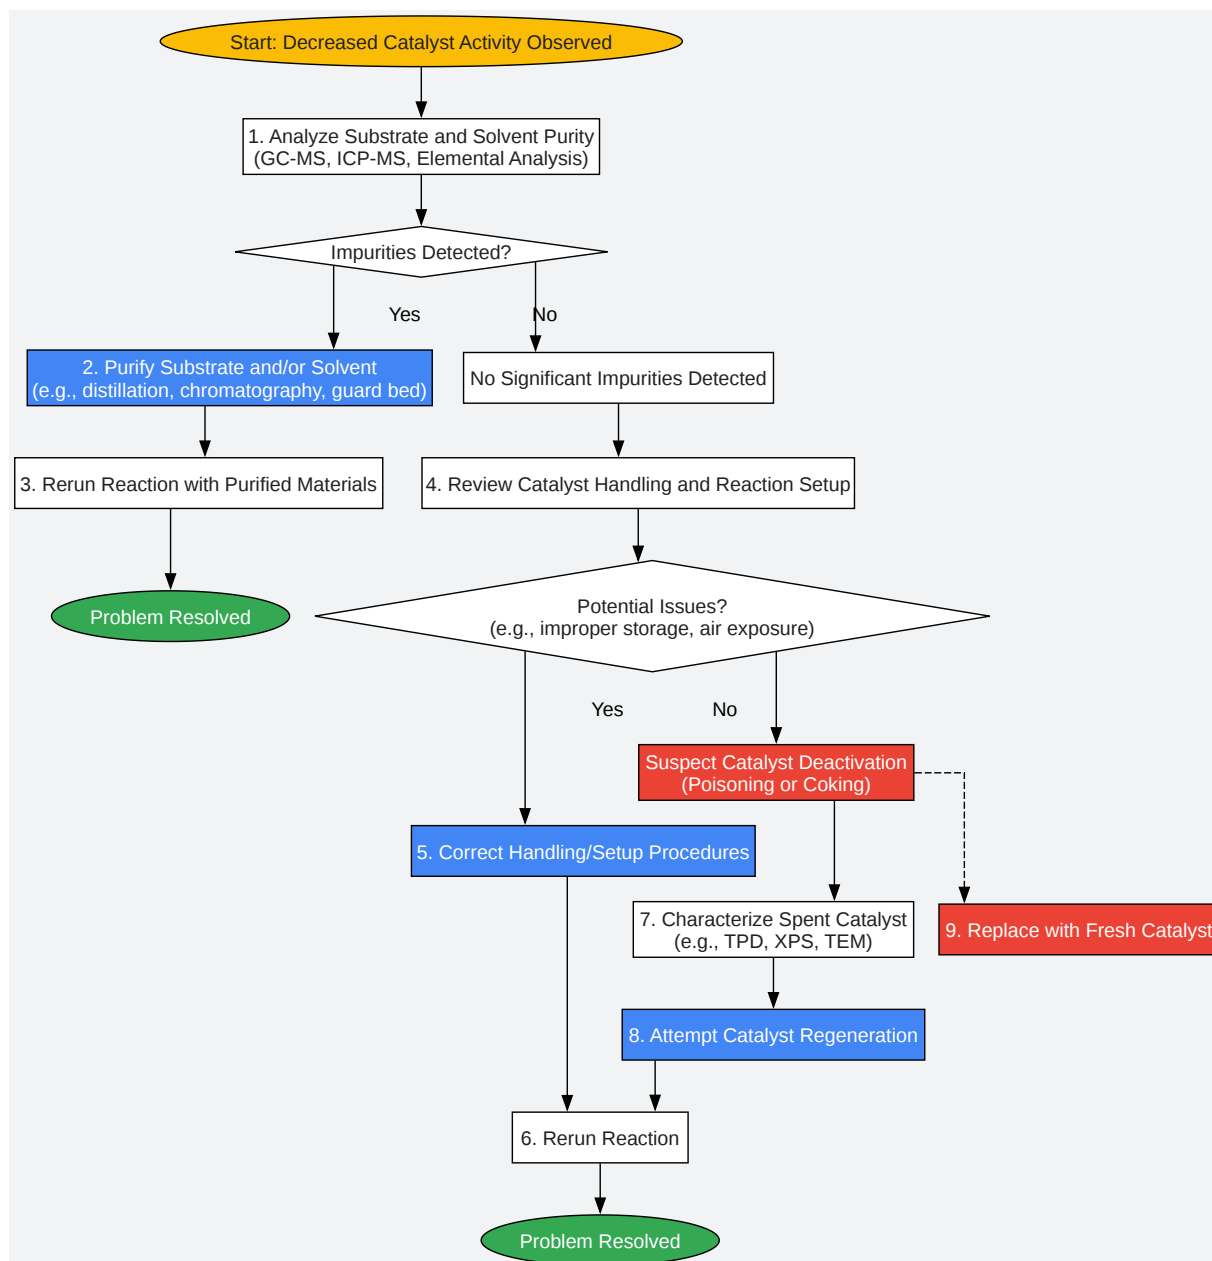 Start: Decreased Catalyst Activity Observed
1. Analyze Substrate and Solvent Purity
(GC-MS, ICP-MS, Elemental Analysis)
Impurities Detected?
Yes
No
2. Purify Substrate and/or Solvent
(e.g., distillation, chromatography, guard bed)
No Significant Impurities Detected
3. Rerun Reaction with Purified Materials
4. Review Catalyst Handling and Reaction Setup
Problem Resolved
Potential Issues?
(e.g., improper storage, air exposure)
Yes
No
Suspect Catalyst Deactivation
(Poisoning or Coking)
5. Correct Handling/Setup Procedures
7. Characterize Spent Catalyst
(e.g., TPD, XPS, TEM)
9. Replace with Fresh Catalyst
8. Attempt Catalyst Regeneration
6. Rerun Reaction
Problem Resolved